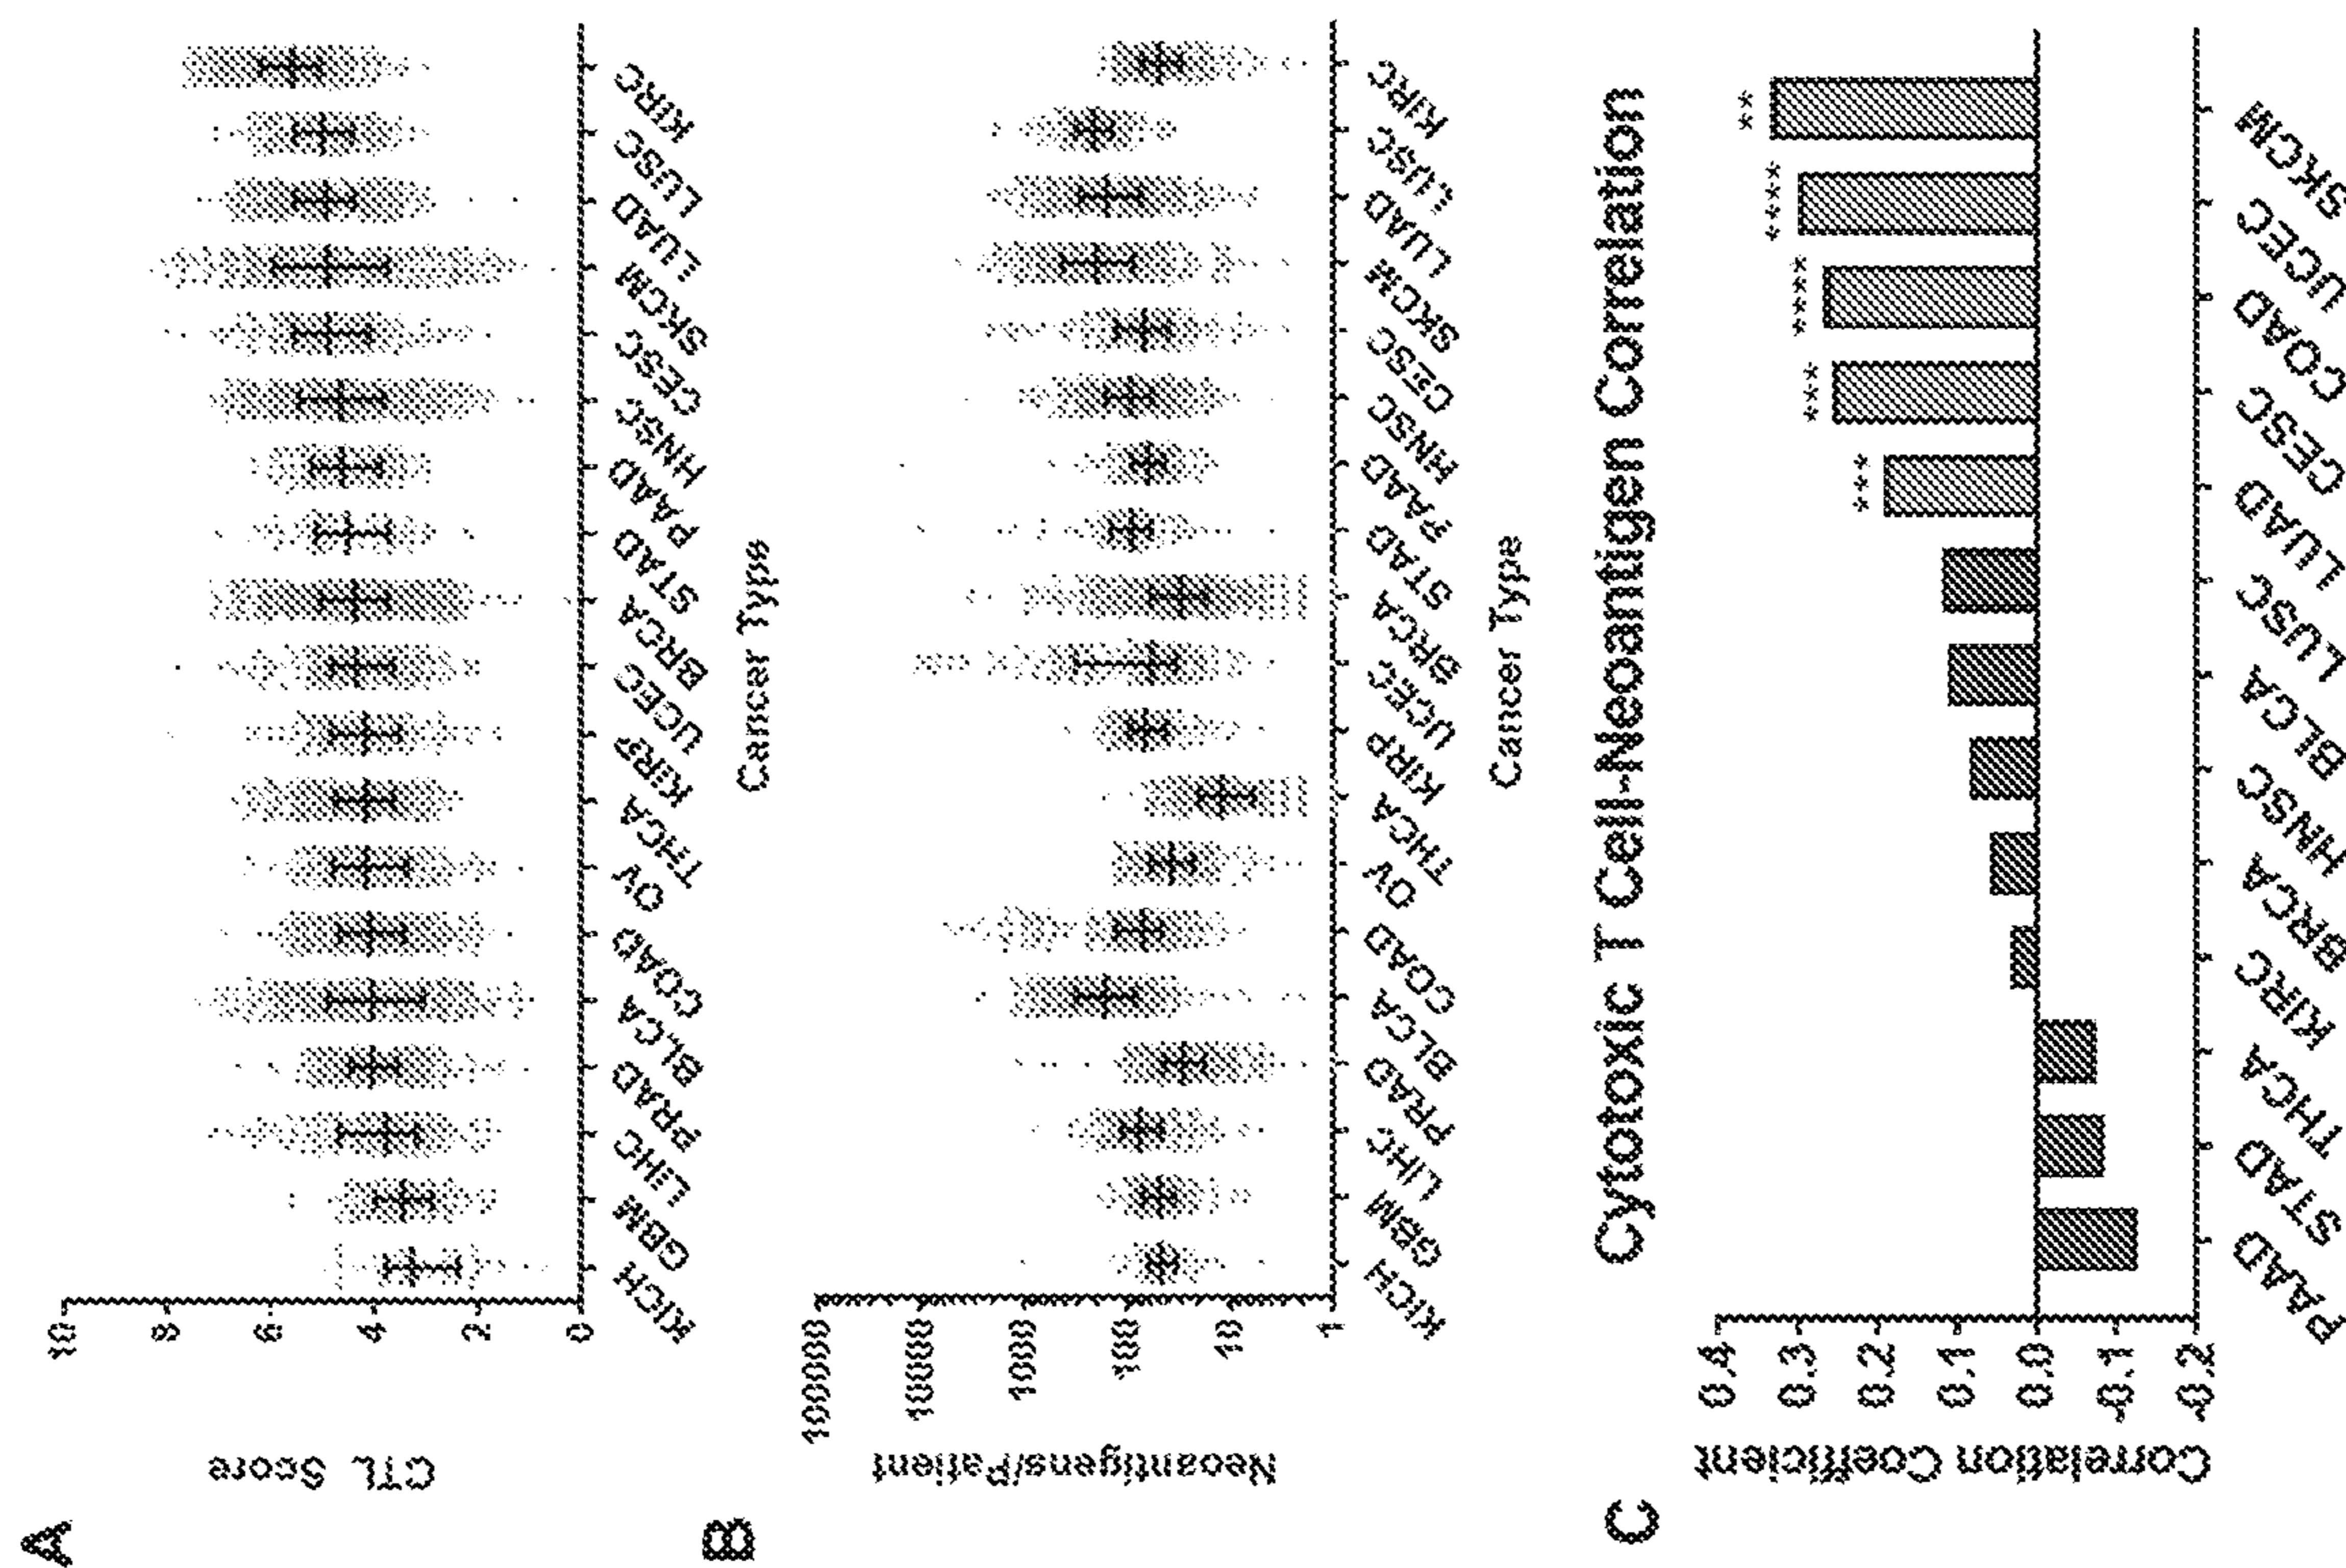 A
CTL Score
10
8
6
4
2
0
KICH GBM LIHC PRAD BLCA COAD OV THCA KIRP UCEC BRCA STAD PAAD HNSC CESC SKCM LUAD LUSC KIRC
Cancer Type
B
Neoantigens/Patient
100000
10000
1000
100
10
1
KICH GBM LIHC PRAD BLCA COAD OV THCA KIRP UCEC BRCA STAD PAAD HNSC CESC SKCM LUAD LUSC KIRC
Cancer Type
C
Cytotoxic T Cell-Neoantigen Correlation
Correlation Coefficient
0.4
0.3
0.2
0.1
0.0
-0.1
-0.2
*** **** **** **** **
PAAD STAD THCA KIRC BRCA HNSC BLCA LUSC LUAD CESC COAD UCEC SKCM